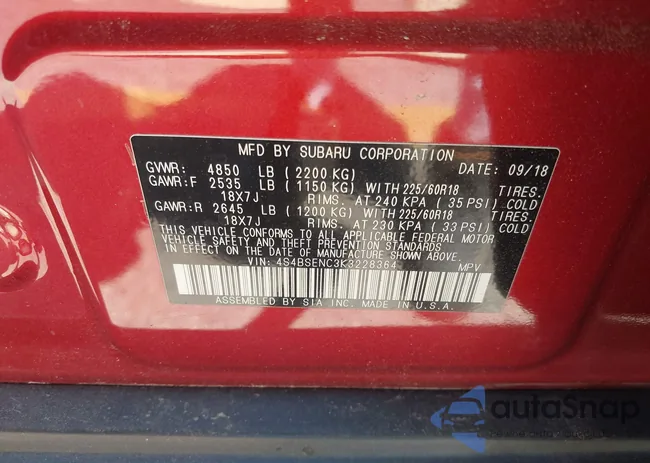 MFD BY SUBARU CORPORATION DATE: 09/18
GVWR: 4850 LB (2200 KG)
GAWR:F 2535 LB (1150 KG) WITH 225/60R18 TIRES.
18X7J RIMS. AT 240 KPA (35 PSI) COLD
GAWR:R 2645 LB (1200 KG) WITH 225/60R18 TIRES.
18X7J RIMS. AT 230 KPA (33 PSI) COLD
THIS VEHICLE CONFORMS TO ALL APPLICABLE FEDERAL MOTOR
VEHICLE SAFETY AND THEFT PREVENTION STANDARDS
IN EFFECT ON THE DATE OF MANUFACTURE SHOWN ABOVE.
VIN: 4S4BSENC3K3228364 MPV
ASSEMBLED BY SIA INC. MADE IN U.S.A.
autoSnap